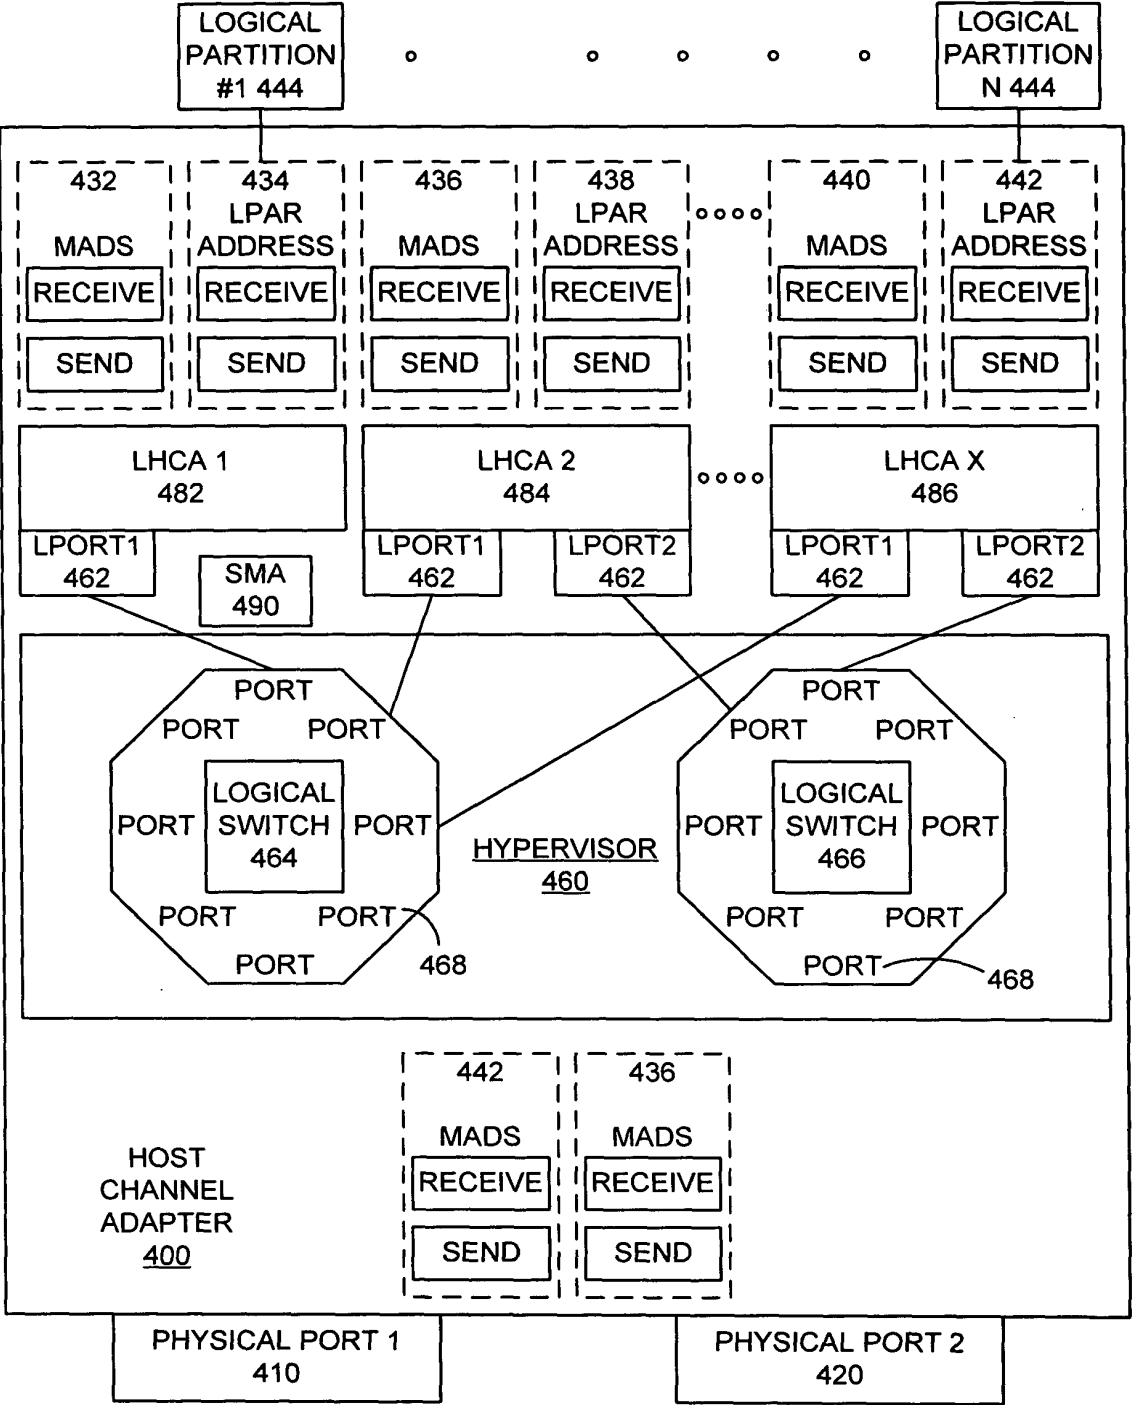 LOGICAL
PARTITION
#1 444
LOGICAL
PARTITION
N 444
432
MADS
RECEIVE
SEND
434
LPAR
ADDRESS
RECEIVE
SEND
436
MADS
RECEIVE
SEND
438
LPAR
ADDRESS
RECEIVE
SEND
440
MADS
RECEIVE
SEND
442
LPAR
ADDRESS
RECEIVE
SEND
LHCA 1
482
LHCA 2
484
LHCA X
486
LPORT1
462
SMA
490
LPORT1
462
LPORT2
462
LPORT1
462
LPORT2
462
PORT
PORT
PORT
PORT
LOGICAL
SWITCH
464
PORT
PORT
PORT
PORT
468
HYPERVISOR
460
PORT
PORT
PORT
PORT
LOGICAL
SWITCH
466
PORT
PORT
PORT
PORT
468
442
MADS
RECEIVE
SEND
436
MADS
RECEIVE
SEND
HOST
CHANNEL
ADAPTER
400
PHYSICAL PORT 1
410
PHYSICAL PORT 2
420